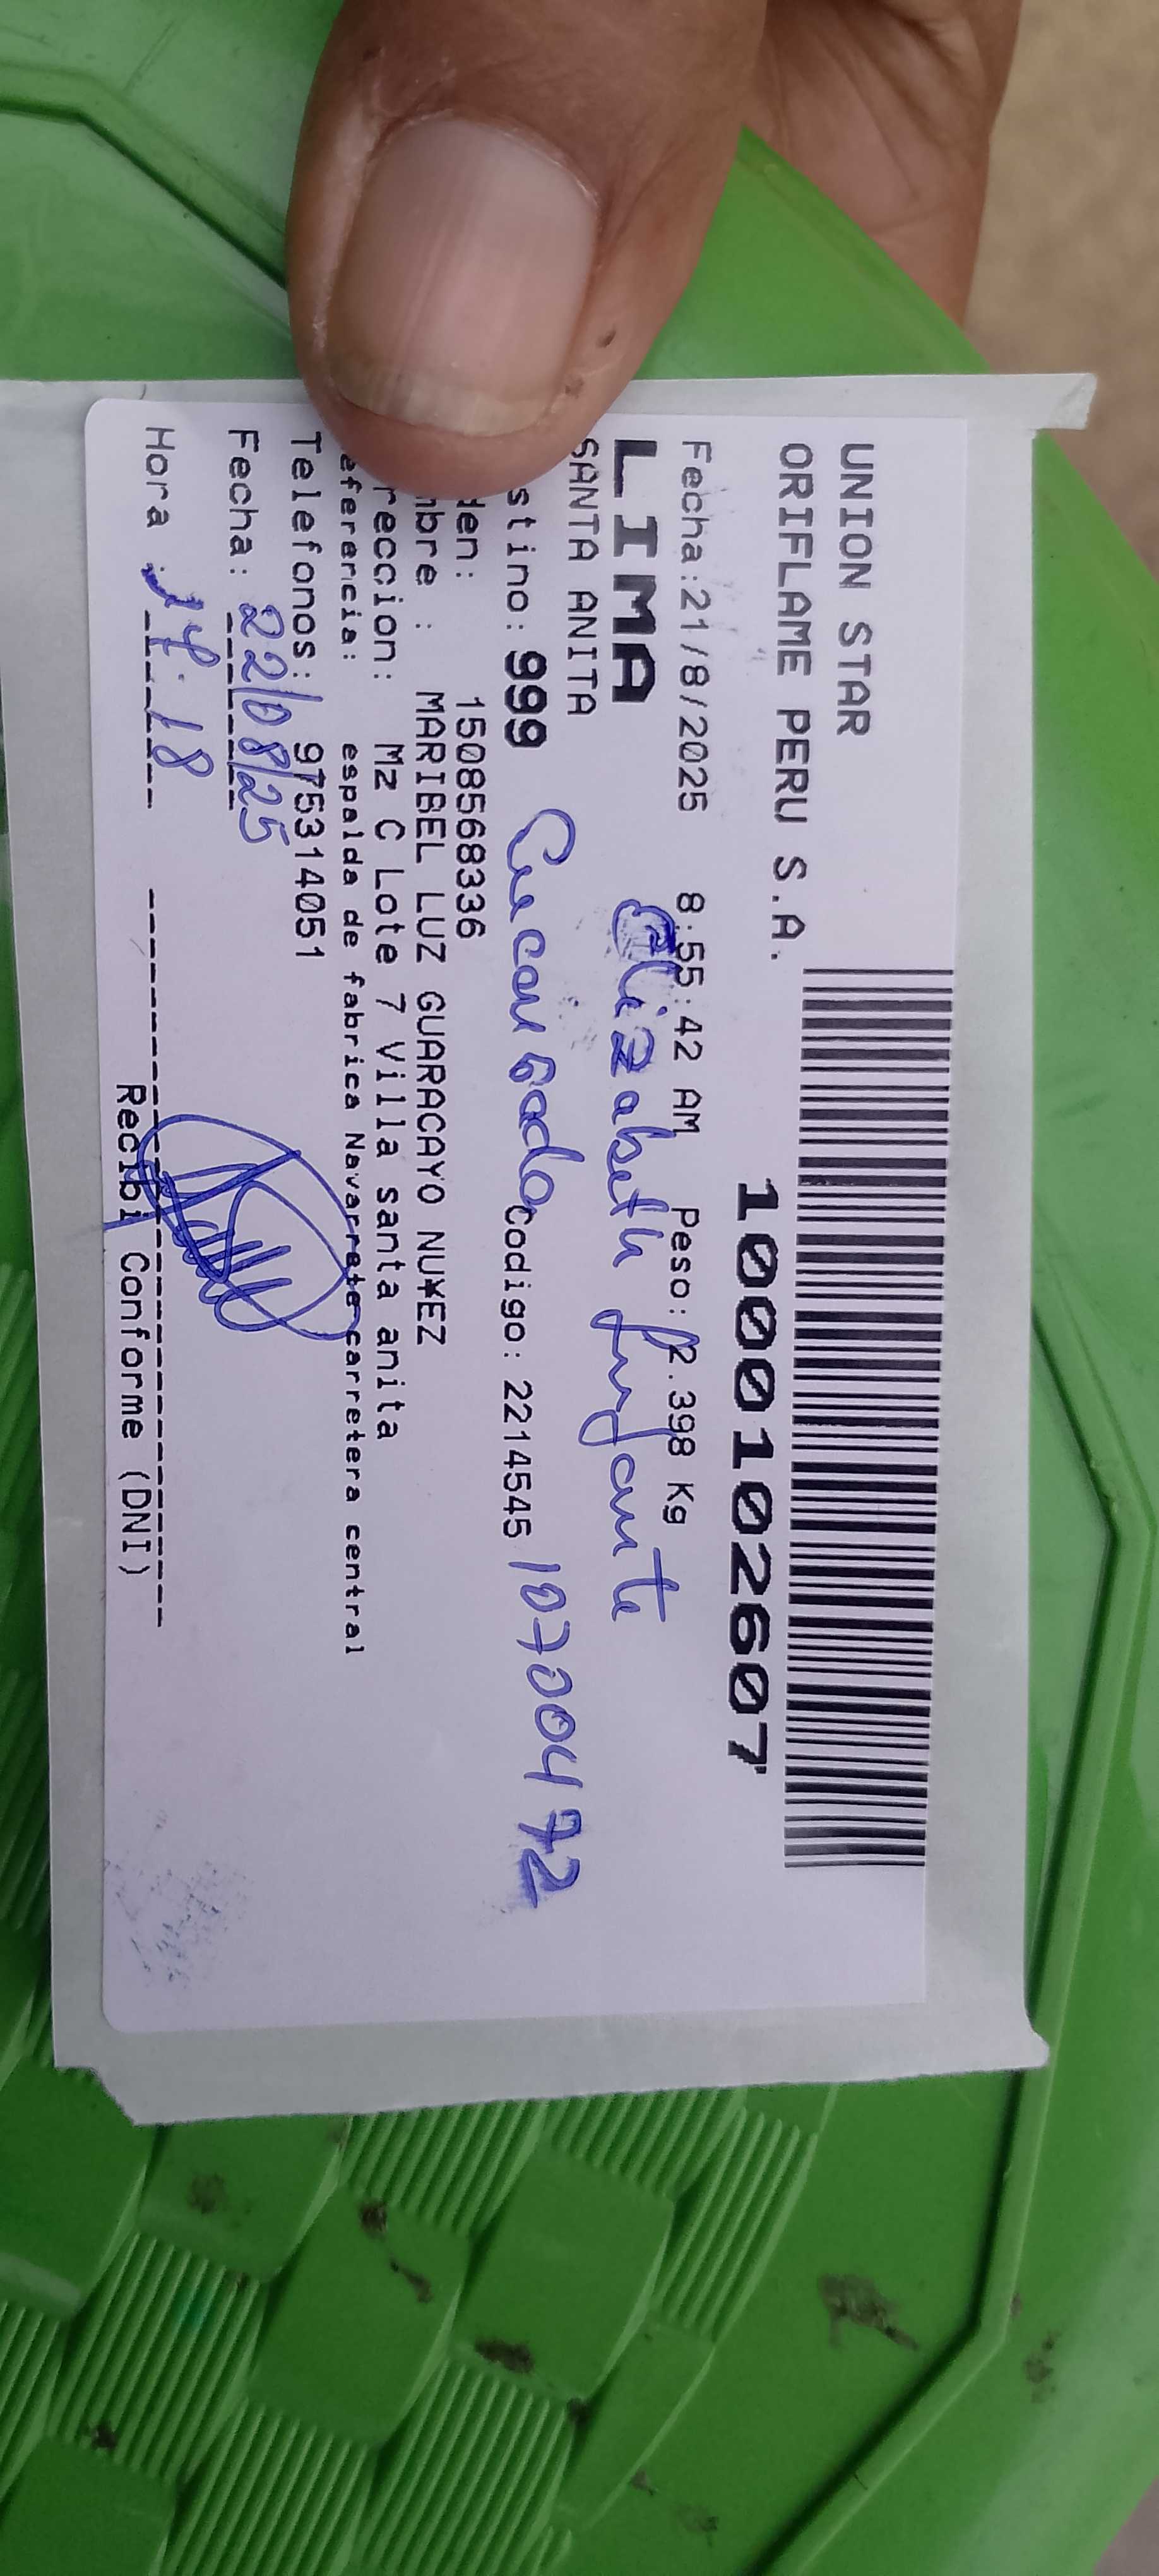 UNION STAR
ORIFLAME PERU S.A.
1000102607
Fecha:21/8/2025 8:55:42 AM Peso: 2.398 Kg
LIMA Elizabeth
SANTA ANITA
stino: 999 Encargada Codigo: 2214545 10700472
den: 1508568336
mbre : MARIBEL LUZ GUARACAYO NU¥EZ
reccion: Mz C Lote 7 Villa santa anita
eferencia: espalda de fabrica Navarrete carretera central
Telefonos: 975314051
Fecha: 22/08/25
Hora : 14:18
Recibi Conforme (DNI)